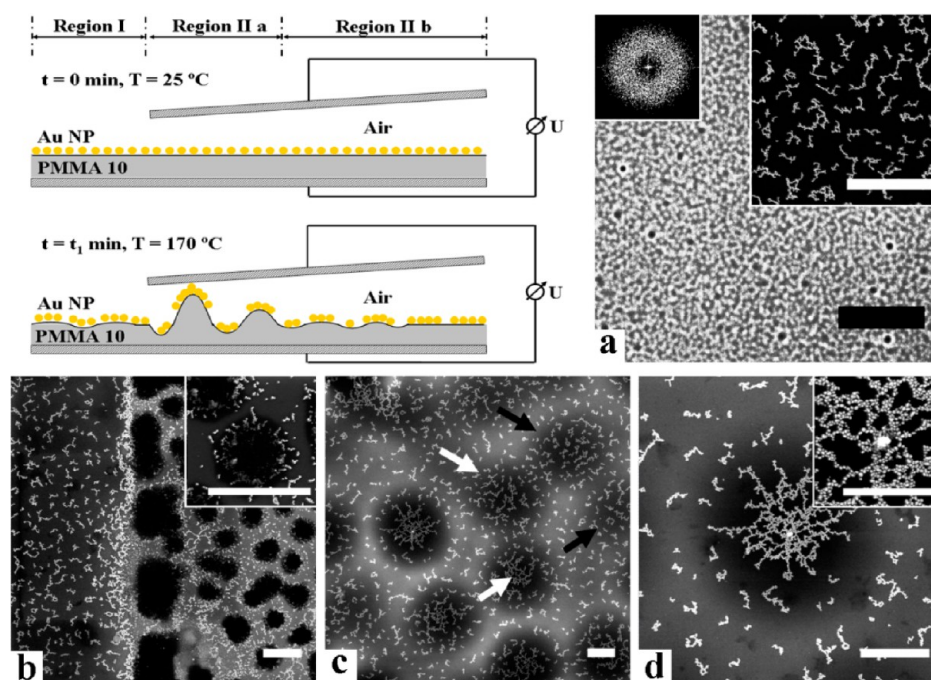 Region I
Region II a
Region II b
t = 0 min, T = 25 ºC
Au NP
Air
U
PMMA 10
t = t₁ min, T = 170 ºC
Au NP
Air
U
PMMA 10
a
b
c
d